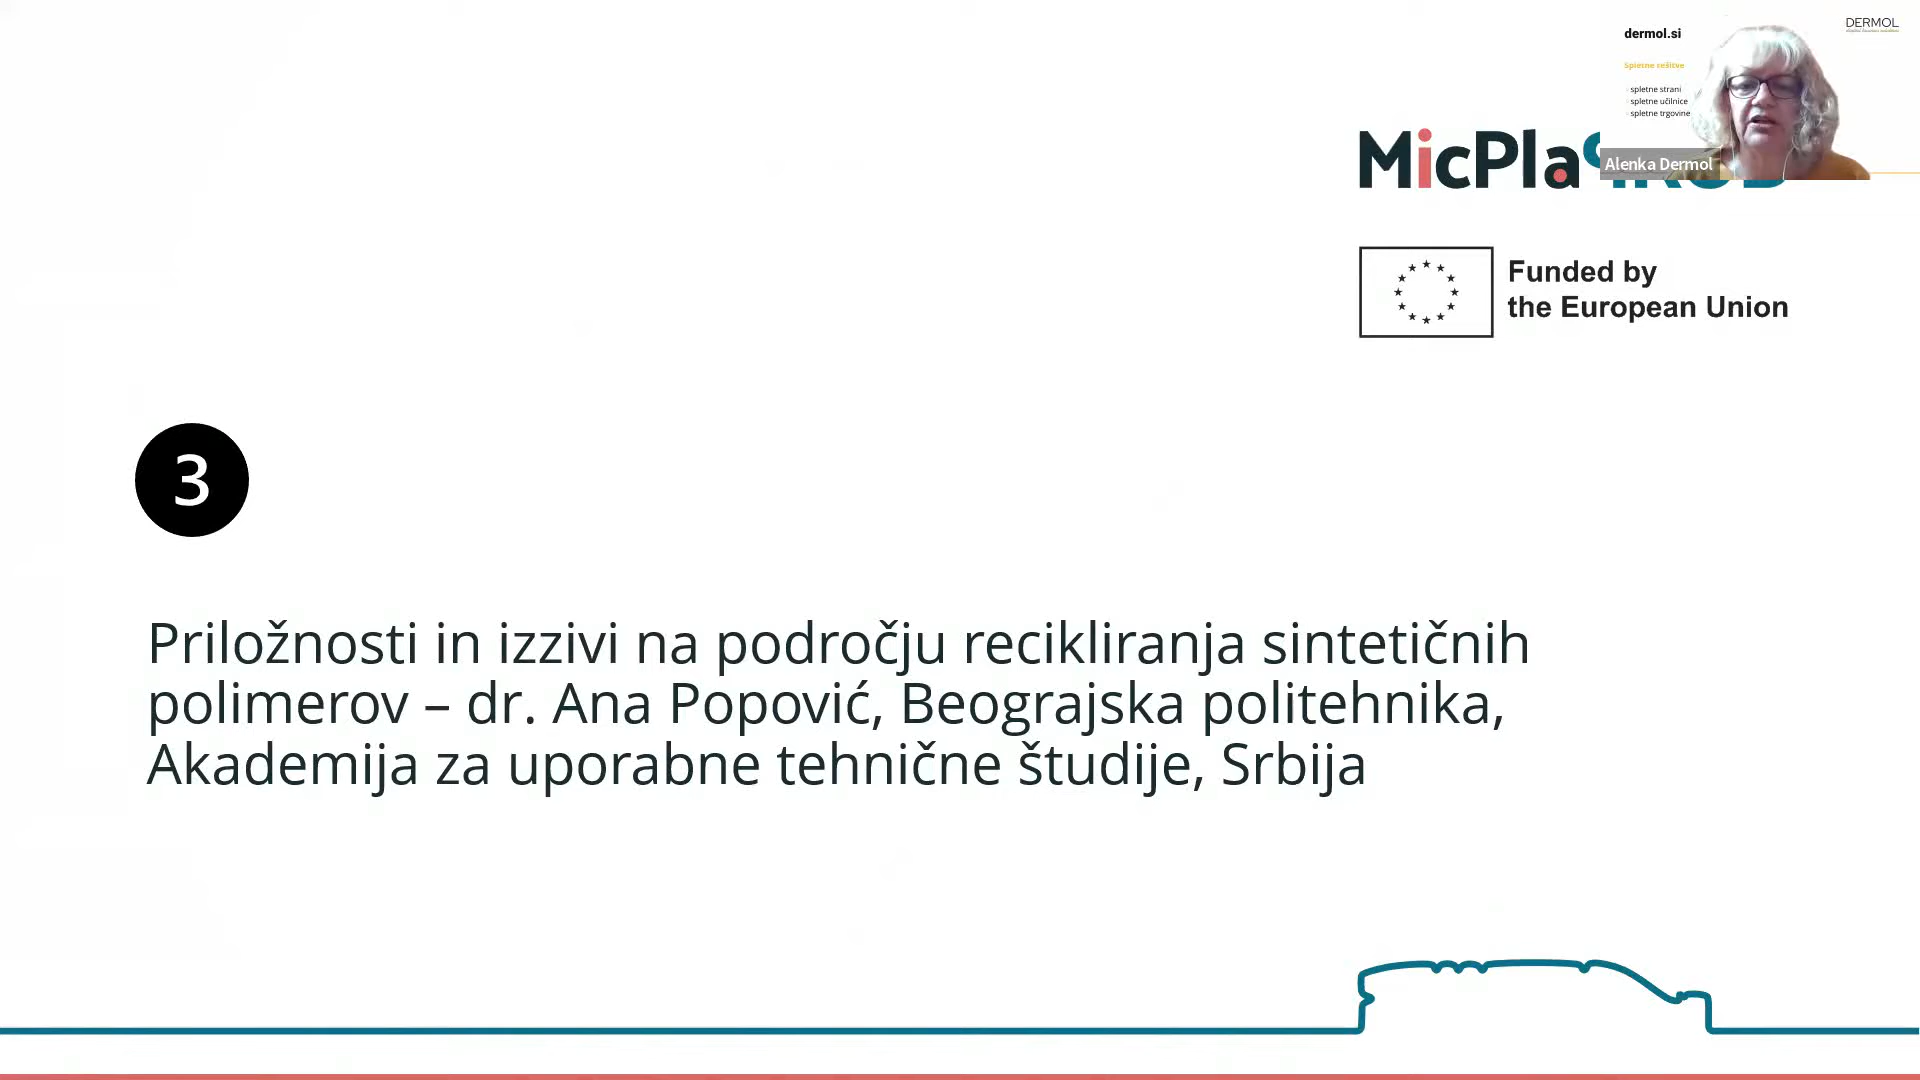 dermol.si
DERMOL
Spletne rešitve
spletne strani
spletne učilnice
spletne trgovine
Alenka Dermol
MicPla
Funded by
the European Union
3
Priložnosti in izzivi na področju recikliranja sintetičnih
polimerov – dr. Ana Popović, Beograjska politehnika,
Akademija za uporabne tehnične študije, Srbija